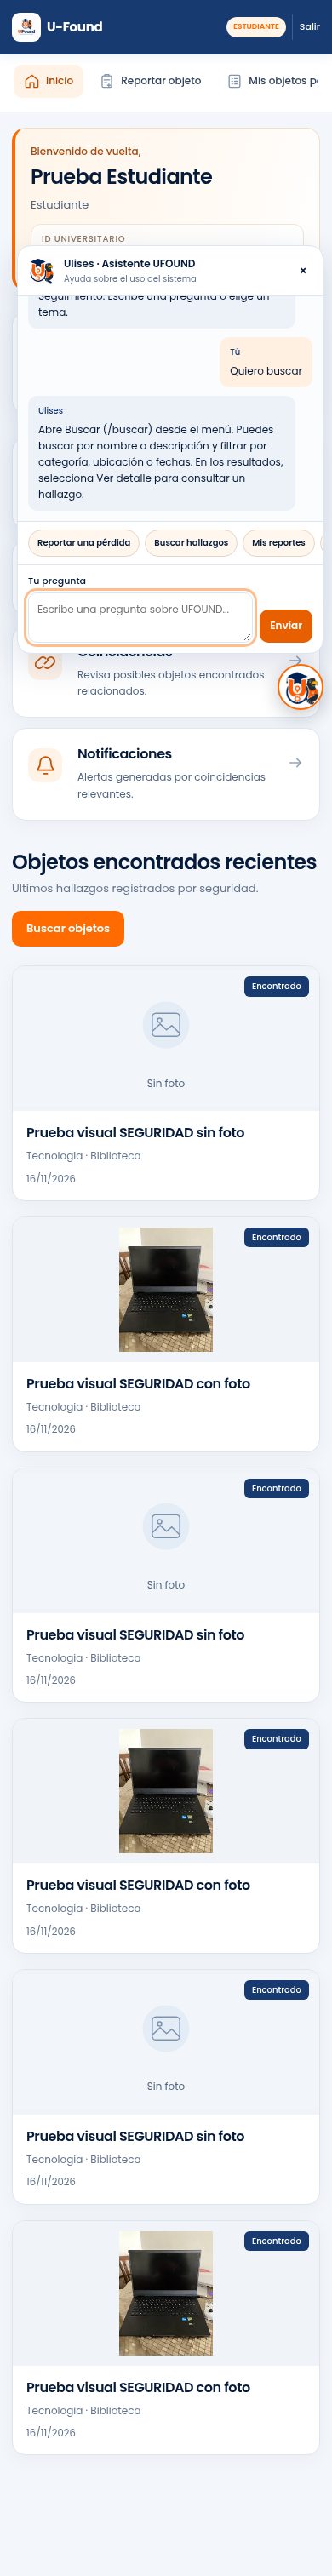 U-Found
ESTUDIANTE
Salir
Inicio
Reportar objeto
Mis objetos pe
Bienvenido de vuelta,
Prueba Estudiante
Estudiante
ID UNIVERSITARIO
Ulises · Asistente UFOUND
Ayuda sobre el uso del sistema
×
seguimiento. Escribe una pregunta o elige un
tema.
Tú
Quiero buscar
Ulises
Abre Buscar (/buscar) desde el menú. Puedes
buscar por nombre o descripción y filtrar por
categoría, ubicación o fechas. En los resultados,
selecciona Ver detalle para consultar un
hallazgo.
Reportar una pérdida
Buscar hallazgos
Mis reportes
Tu pregunta
Escribe una pregunta sobre UFOUND...
Enviar
Coincidencias
Revisa posibles objetos encontrados
relacionados.
Notificaciones
Alertas generadas por coincidencias
relevantes.
Objetos encontrados recientes
Ultimos hallazgos registrados por seguridad.
Buscar objetos
Encontrado
Sin foto
Prueba visual SEGURIDAD sin foto
Tecnologia · Biblioteca
16/11/2026
Encontrado
Prueba visual SEGURIDAD con foto
Tecnologia · Biblioteca
16/11/2026
Encontrado
Sin foto
Prueba visual SEGURIDAD sin foto
Tecnologia · Biblioteca
16/11/2026
Encontrado
Prueba visual SEGURIDAD con foto
Tecnologia · Biblioteca
16/11/2026
Encontrado
Sin foto
Prueba visual SEGURIDAD sin foto
Tecnologia · Biblioteca
16/11/2026
Encontrado
Prueba visual SEGURIDAD con foto
Tecnologia · Biblioteca
16/11/2026